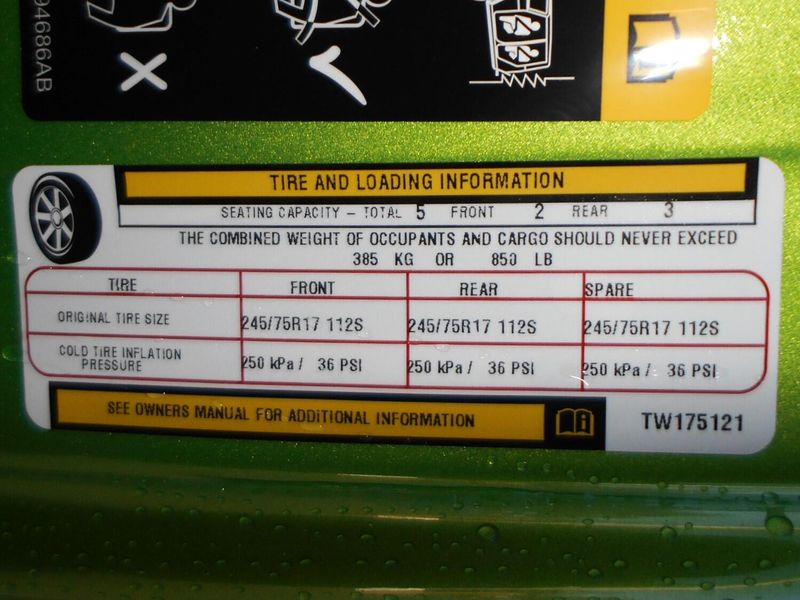 94686AB
TIRE AND LOADING INFORMATION
SEATING CAPACITY – TOTAL 5 FRONT 2 REAR 3
THE COMBINED WEIGHT OF OCCUPANTS AND CARGO SHOULD NEVER EXCEED
385 KG OR 850 LB
TIRE FRONT REAR SPARE
ORIGINAL TIRE SIZE 245/75R17 112S 245/75R17 112S 245/75R17 112S
COLD TIRE INFLATION
PRESSURE 250 kPa / 36 PSI 250 kPa / 36 PSI 250 kPa / 36 PSI
SEE OWNERS MANUAL FOR ADDITIONAL INFORMATION
TW175121